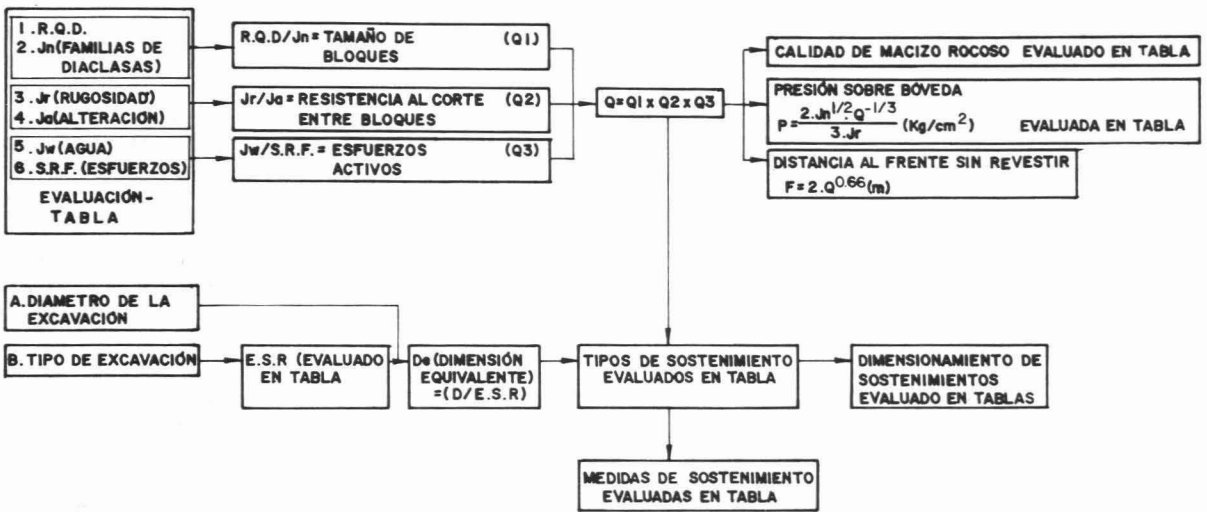 1.R.Q.D.
2.Jn(FAMILIAS DE
DIACLASAS)
3.Jr(RUGOSIDAD)
4.Ja(ALTERACIÓN)
5.Jw(AGUA)
6.S.R.F.(ESFUERZOS)
EVALUACIÓN-
TABLA
R.Q.D/Jn= TAMAÑO DE (Q1)
BLOQUES
Jr/Ja= RESISTENCIA AL CORTE (Q2)
ENTRE BLOQUES
Jw/S.R.F.= ESFUERZOS (Q3)
ACTIVOS
Q=Q1 x Q2 x Q3
CALIDAD DE MACIZO ROCOSO EVALUADO EN TABLA
PRESIÓN SOBRE BÓVEDA
P=2.Jn^1/2.Q^-1/3/3.Jr (Kg/cm²) EVALUADA EN TABLA
DISTANCIA AL FRENTE SIN REVESTIR
F=2.Q^0.66(m)
A.DIAMETRO DE LA
EXCAVACIÓN
B.TIPO DE EXCAVACIÓN
E.S.R (EVALUADO
EN TABLA
De(DIMENSIÓN
EQUIVALENTE)
=(D/E.S.R)
TIPOS DE SOSTENIMIENTO
EVALUADOS EN TABLA
DIMENSIONAMIENTO DE
SOSTENIMIENTOS
EVALUADO EN TABLAS
MEDIDAS DE SOSTENIMIENTO
EVALUADAS EN TABLA